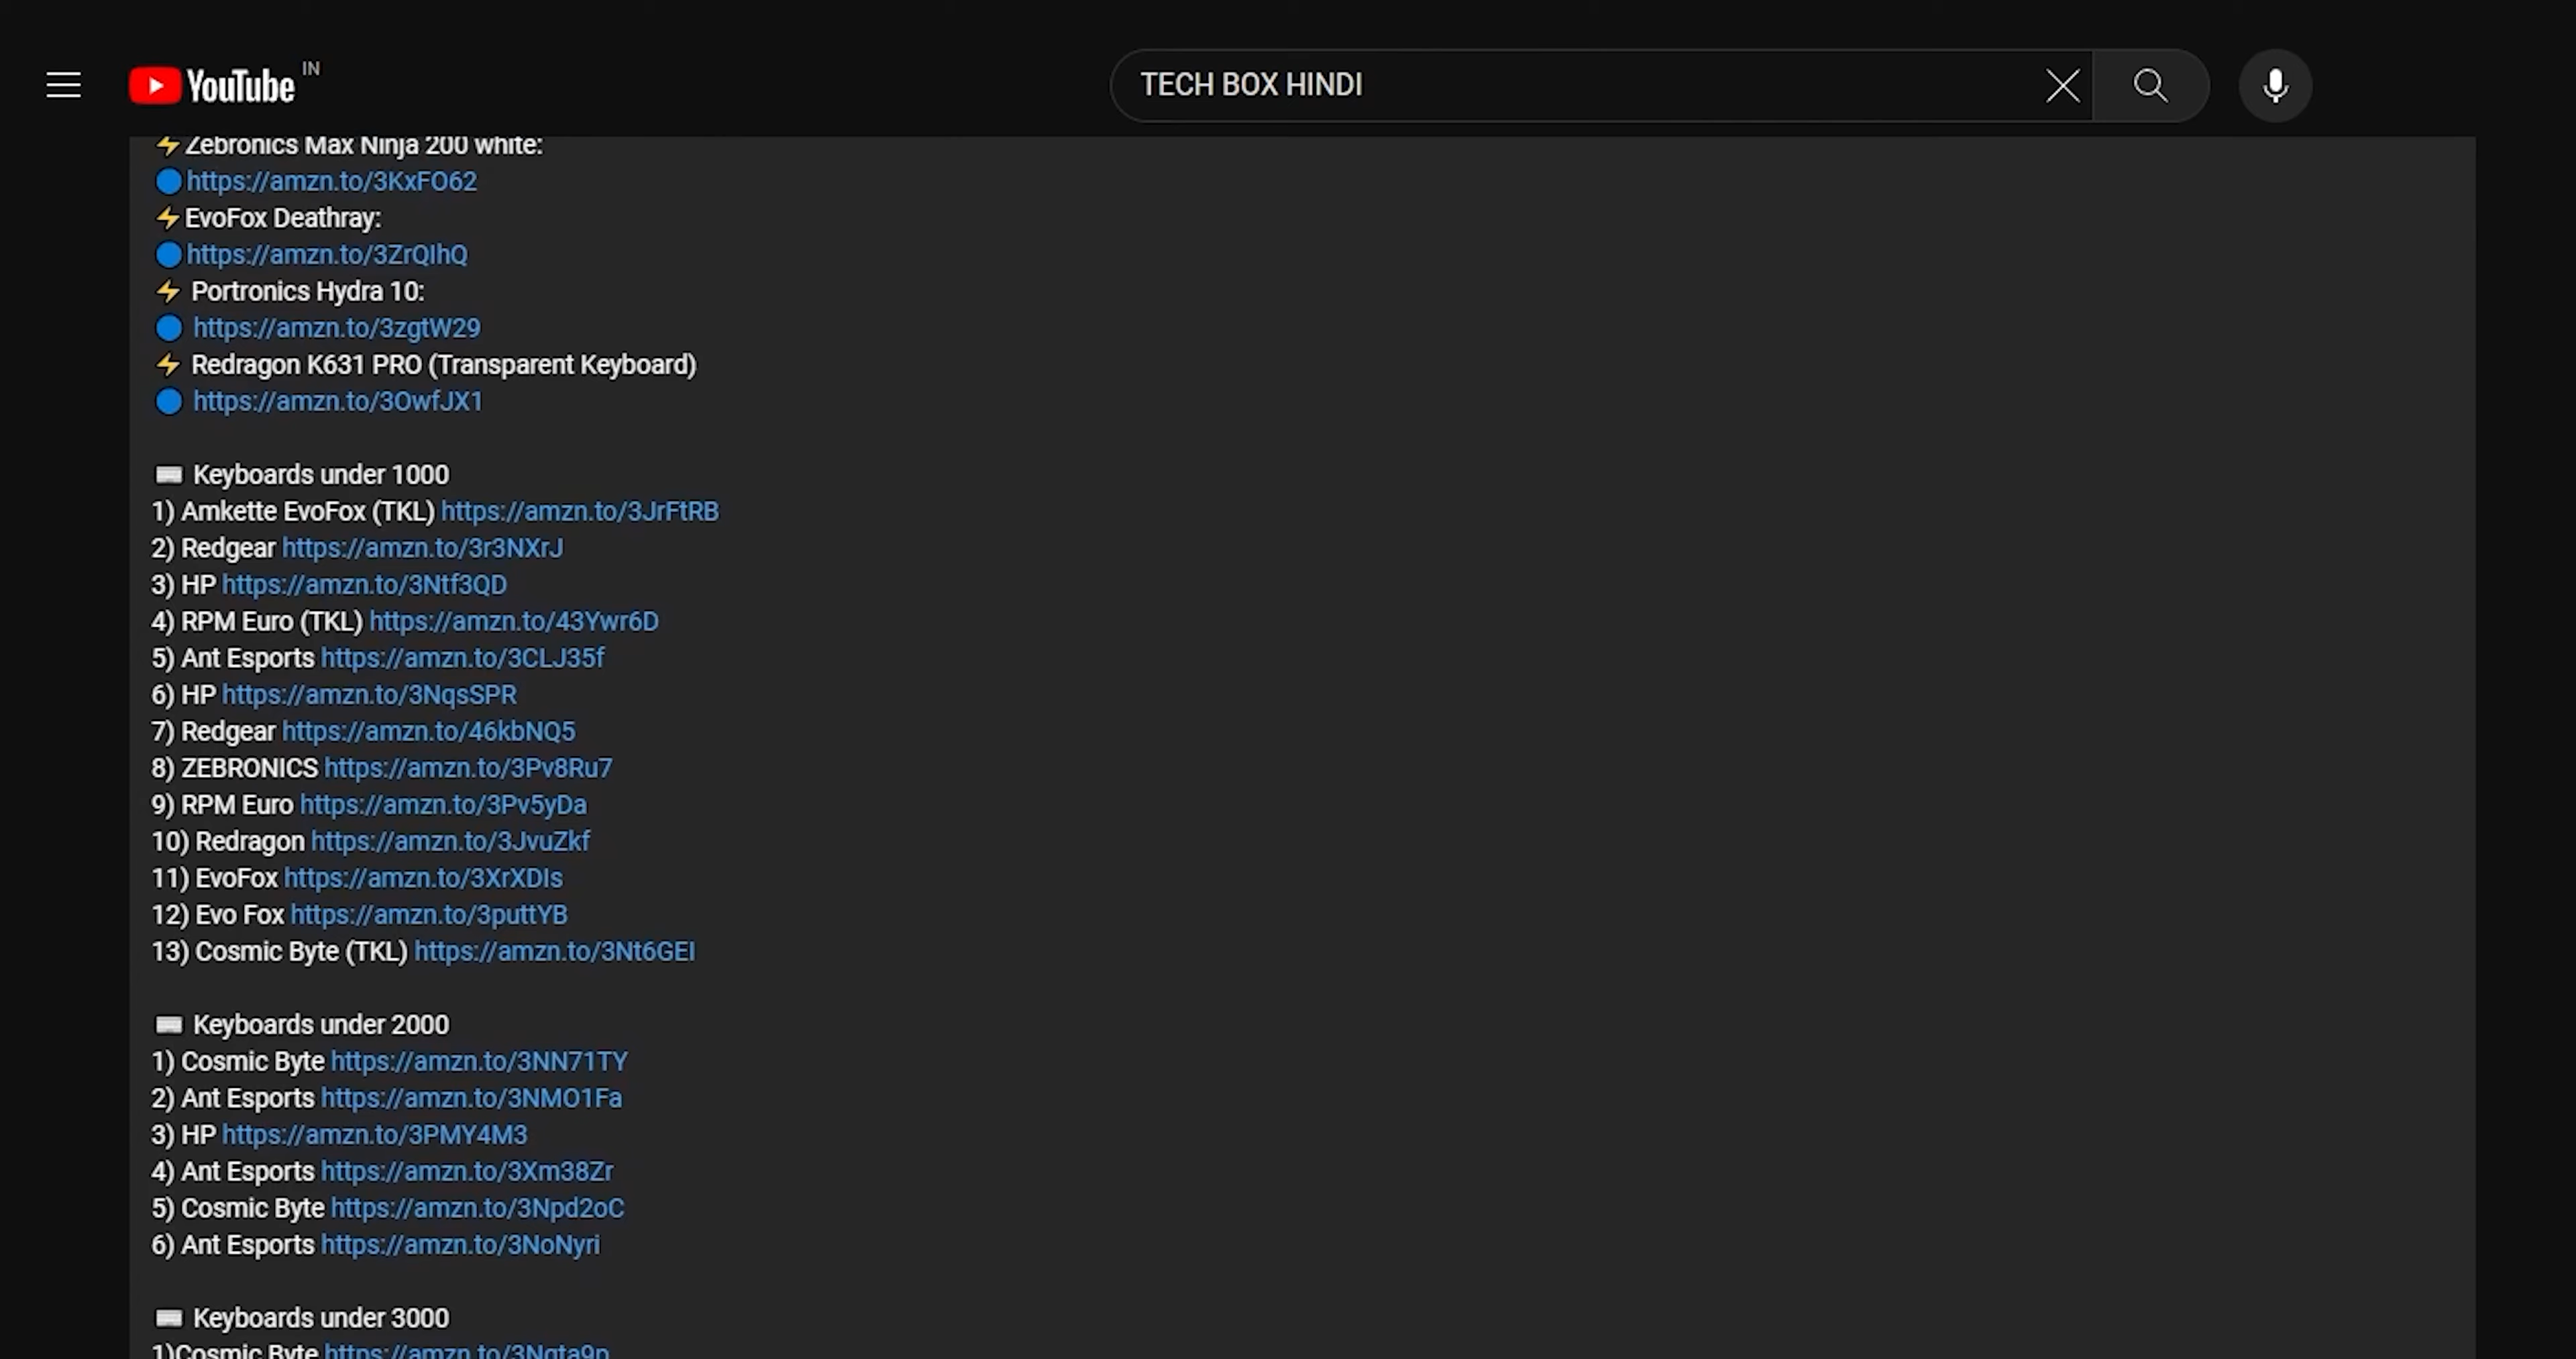 YouTube IN
TECH BOX HINDI
⚡Zebronics Max Ninja 200 white:
🔵https://amzn.to/3KxFO62
⚡EvoFox Deathray:
🔵https://amzn.to/3ZrQIhQ
⚡ Portronics Hydra 10:
🔵 https://amzn.to/3zgtW29
⚡ Redragon K631 PRO (Transparent Keyboard)
🔵 https://amzn.to/3OwfJX1
⌨️ Keyboards under 1000
1) Amkette EvoFox (TKL) https://amzn.to/3JrFtRB
2) Redgear https://amzn.to/3r3NXrJ
3) HP https://amzn.to/3Ntf3QD
4) RPM Euro (TKL) https://amzn.to/43Ywr6D
5) Ant Esports https://amzn.to/3CLJ35f
6) HP https://amzn.to/3NqsSPR
7) Redgear https://amzn.to/46kbNQ5
8) ZEBRONICS https://amzn.to/3Pv8Ru7
9) RPM Euro https://amzn.to/3Pv5yDa
10) Redragon https://amzn.to/3JvuZkf
11) EvoFox https://amzn.to/3XrXDIs
12) Evo Fox https://amzn.to/3puttYB
13) Cosmic Byte (TKL) https://amzn.to/3Nt6GEI
⌨️ Keyboards under 2000
1) Cosmic Byte https://amzn.to/3NN71TY
2) Ant Esports https://amzn.to/3NMO1Fa
3) HP https://amzn.to/3PMY4M3
4) Ant Esports https://amzn.to/3Xm38Zr
5) Cosmic Byte https://amzn.to/3Npd2oC
6) Ant Esports https://amzn.to/3NoNyri
⌨️ Keyboards under 3000
1)Cosmic Byte